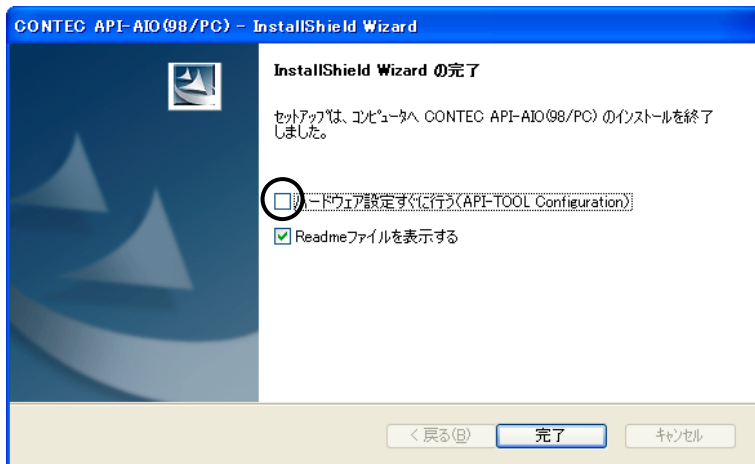 CONTEC API-AIO(98/PC) - InstallShield Wizard
InstallShield Wizard の完了
セットアップは、コンピュータへ CONTEC API-AIO(98/PC) のインストールを終了
しました。
ハードウェア設定すぐに行う(API-TOOL Configuration)
Readmeファイルを表示する
< 戻る(B)
完了
キャンセル